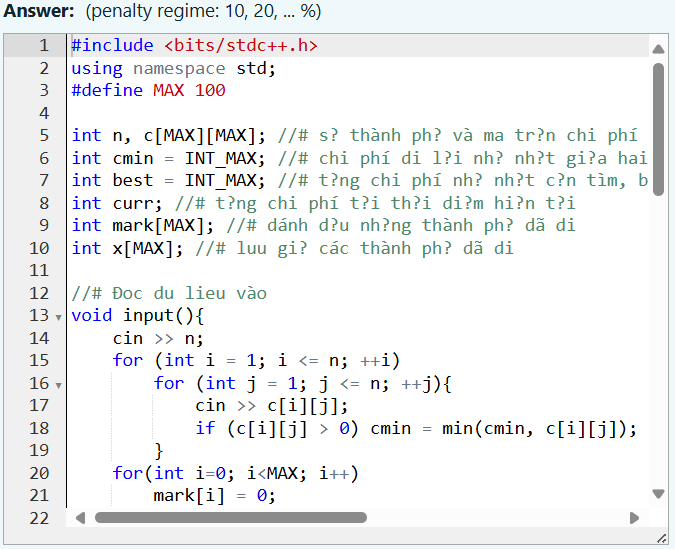 Answer: (penalty regime: 10, 20, ... %)
1 #include <bits/stdc++.h>
2 using namespace std;
3 #define MAX 100
4
5 int n, c[MAX][MAX]; //# s? thành ph? và ma tr?n chi phí
6 int cmin = INT_MAX; //# chi phí di l?i nh? nh?t gi?a hai
7 int best = INT_MAX; //# t?ng chi phí nh? nh?t c?n tìm, b
8 int curr; //# t?ng chi phí t?i th?i di?m hi?n t?i
9 int mark[MAX]; //# dánh d?u nh?ng thành ph? dã di
10 int x[MAX]; //# luu gi? các thành ph? dã di
11
12 //# Đoc du lieu vào
13 void input(){
14 cin >> n;
15 for (int i = 1; i <= n; ++i)
16 for (int j = 1; j <= n; ++j){
17 cin >> c[i][j];
18 if (c[i][j] > 0) cmin = min(cmin, c[i][j]);
19 }
20 for(int i=0; i<MAX; i++)
21 mark[i] = 0;
22